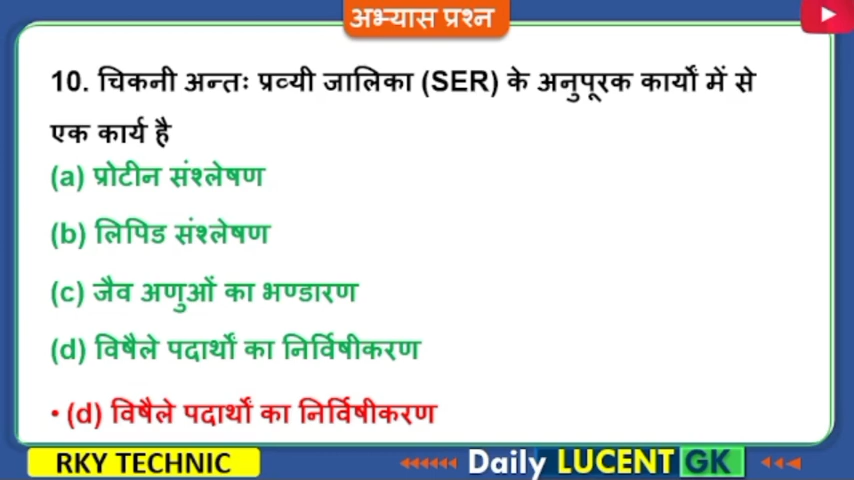 अभ्यास प्रश्न
10. चिकनी अन्तः प्रव्यी जालिका (SER) के अनुपूरक कार्यों में से
एक कार्य है
(a) प्रोटीन संश्लेषण
(b) लिपिड संश्लेषण
(c) जैव अणुओं का भण्डारण
(d) विषैले पदार्थों का निर्विषीकरण
• (d) विषैले पदार्थों का निर्विषीकरण
RKY TECHNIC
Daily LUCENT GK